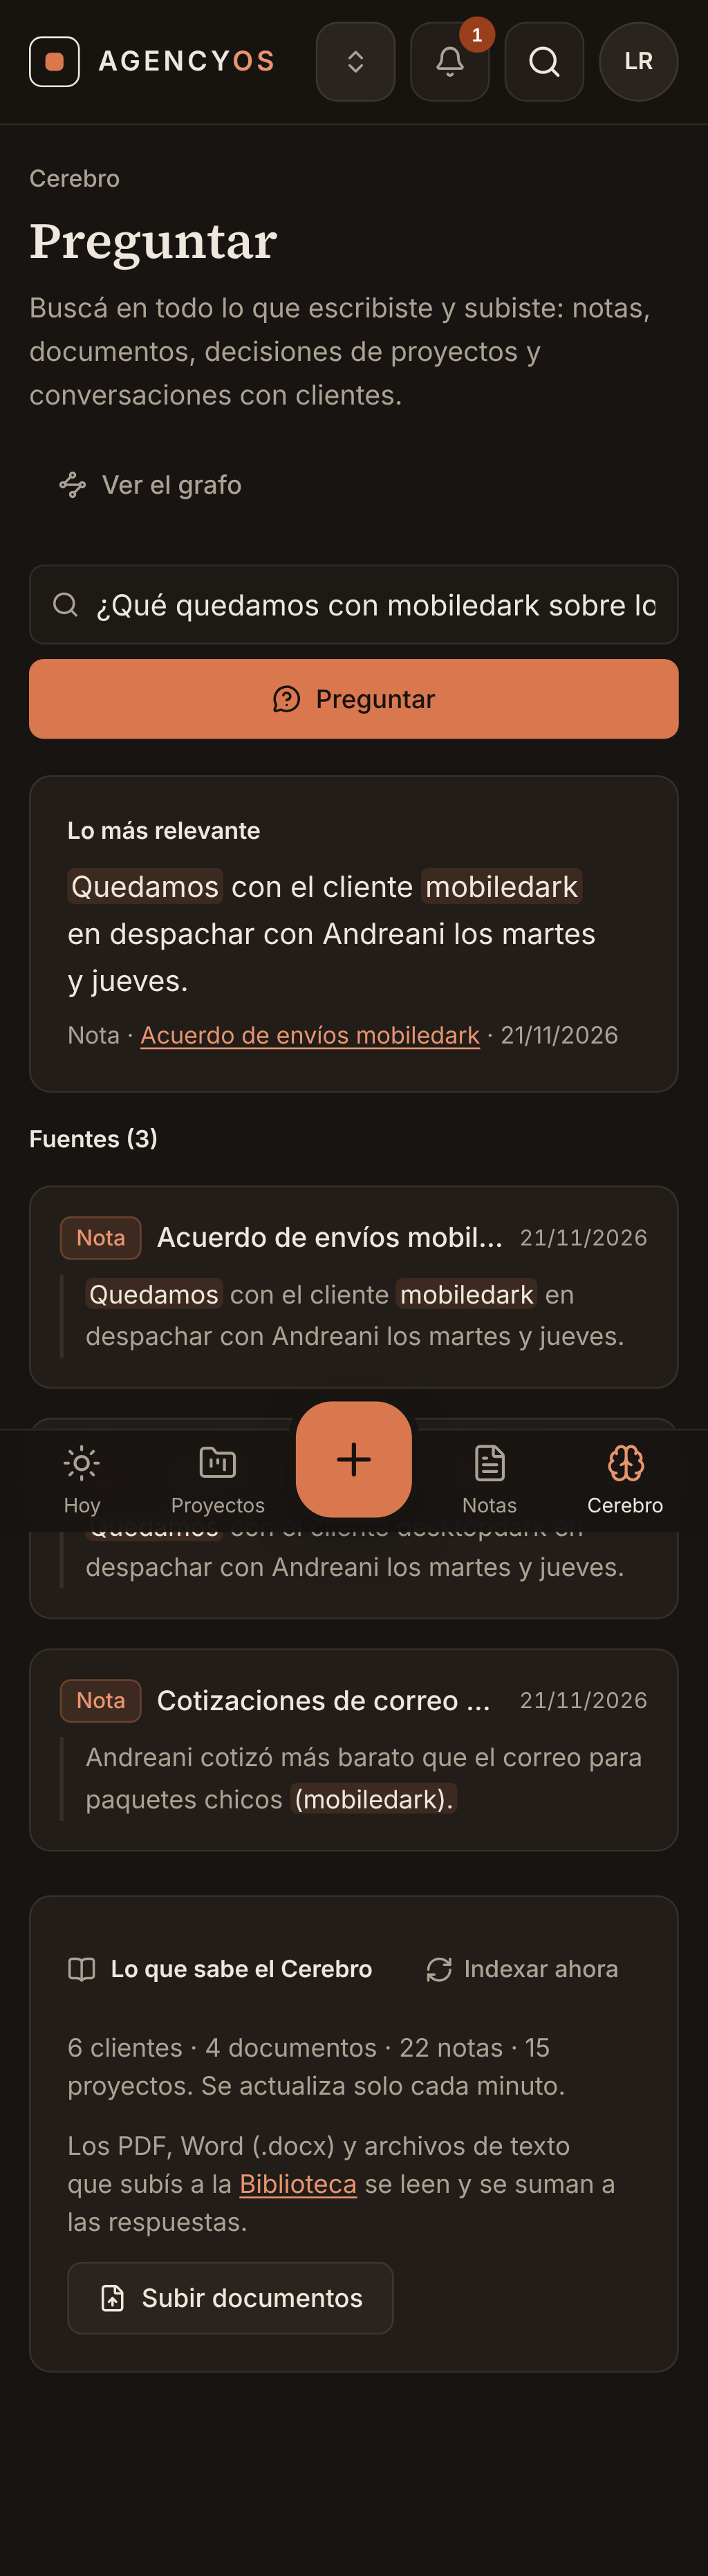 AGENCYOS
1
LR
Cerebro
Preguntar
Buscá en todo lo que escribiste y subiste: notas,
documentos, decisiones de proyectos y
conversaciones con clientes.
Ver el grafo
¿Qué quedamos con mobiledark sobre lo
Preguntar
Lo más relevante
Quedamos con el cliente mobiledark
en despachar con Andreani los martes
y jueves.
Nota · Acuerdo de envíos mobiledark · 21/11/2026
Fuentes (3)
Nota Acuerdo de envíos mobil... 21/11/2026
Quedamos con el cliente mobiledark en
despachar con Andreani los martes y jueves.
Hoy
Proyectos
Notas
Cerebro
Quedamos con el cliente desktopdark en
despachar con Andreani los martes y jueves.
Nota Cotizaciones de correo ... 21/11/2026
Andreani cotizó más barato que el correo para
paquetes chicos (mobiledark).
Lo que sabe el Cerebro
Indexar ahora
6 clientes · 4 documentos · 22 notas · 15
proyectos. Se actualiza solo cada minuto.
Los PDF, Word (.docx) y archivos de texto
que subís a la Biblioteca se leen y se suman a
las respuestas.
Subir documentos